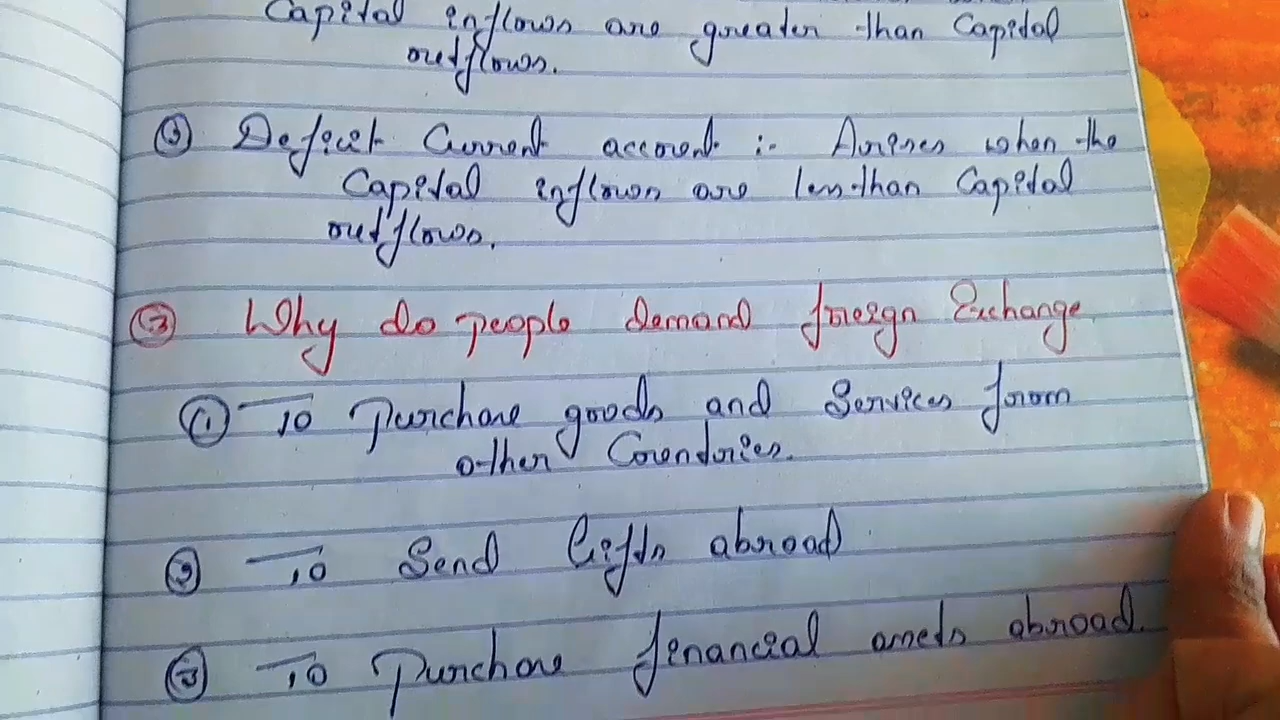 Capital inflows are greater than Capital
outflows.
③ Deficit Current account :- Arises when the
Capital inflows are less than Capital
outflows.
③ Why do people demand foreign Exchange
① To Purchase goods and Services from
other Countries.
② To Send Gifts abroad
③ To Purchase financial assets abroad.